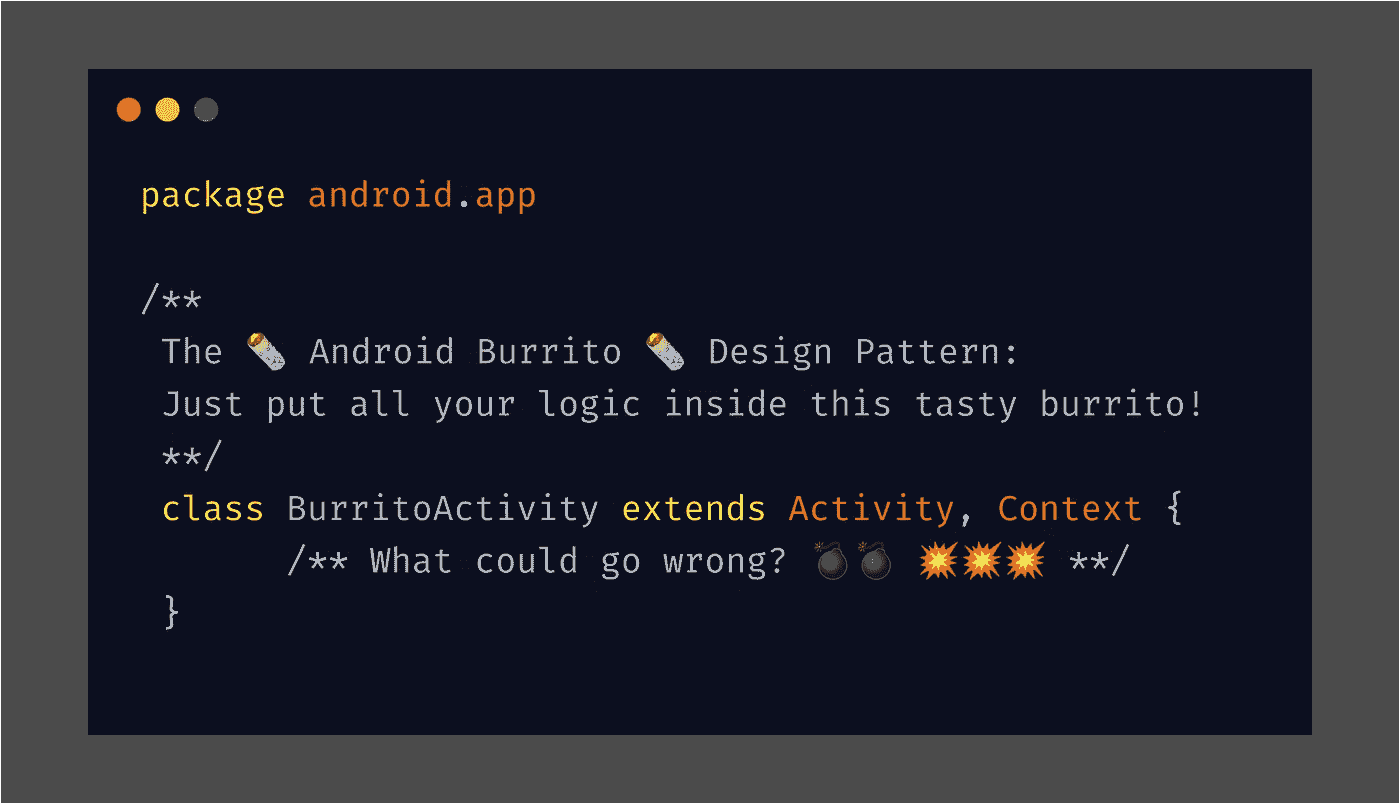 package android.app
/**
The 🌯 Android Burrito 🌯 Design Pattern:
Just put all your logic inside this tasty burrito!
**/
class BurritoActivity extends Activity, Context {
/** What could go wrong? 💣💣 💥💥💥 **/
}